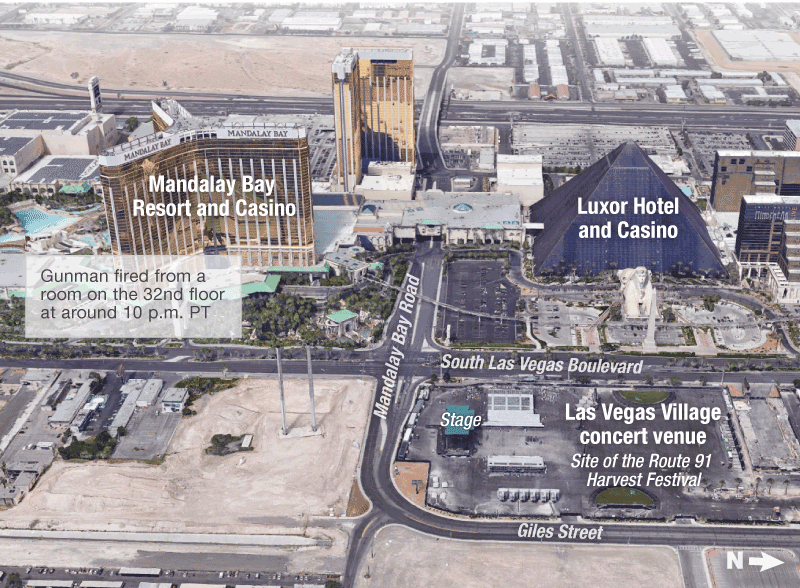 MANDALAY BAY
MANDALAY BAY
Mandalay Bay
Resort and Casino
Luxor Hotel
and Casino
Gunman fired from a
room on the 32nd floor
at around 10 p.m. PT
Mandalay Bay Road
South Las Vegas Boulevard
Stage
Las Vegas Village
concert venue
Site of the Route 91
Harvest Festival
Giles Street
N